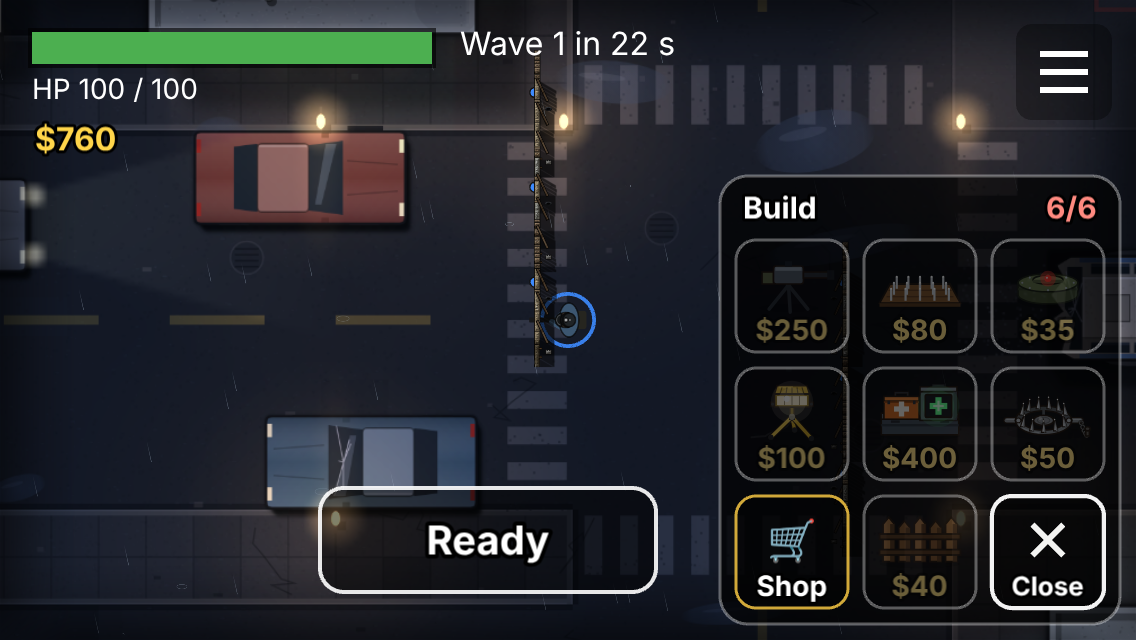 Wave 1 in 22 s
HP 100 / 100
$760
Build 6/6
$250 $80 $35
$100 $400 $50
Ready
Shop $40 Close